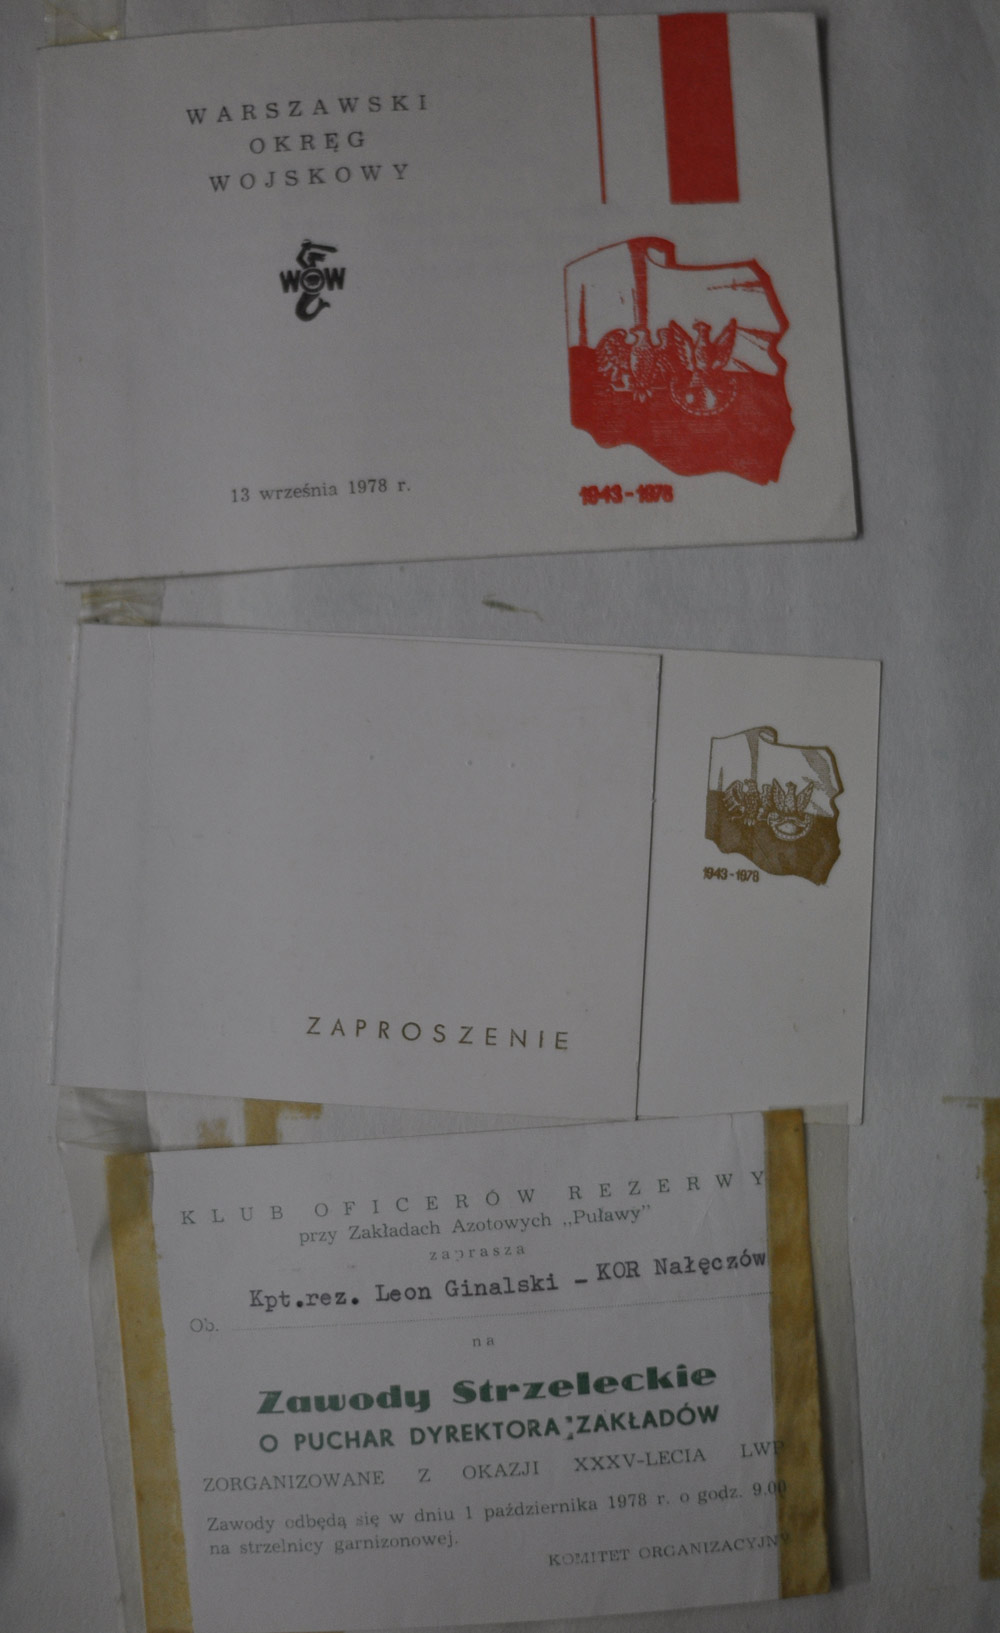 WARSZAWSKI
OKRĘG
WOJSKOWY
WOW
13 września 1978 r.
1943-1978
1943-1978
ZAPROSZENIE
KLUB OFICERÓW REZERWY
przy Zakładach Azotowych „Puławy”
zaprasza
Kpt.rez. Leon Ginalski - KOR Nałęczów
Ob.
na
Zawody Strzeleckie
O PUCHAR DYREKTORA ZAKŁADÓW
ZORGANIZOWANE Z OKAZJI XXXV-LECIA LWP
Zawody odbędą się w dniu 1 października 1978 r. o godz. 9.00
na strzelnicy garnizonowej.
KOMITET ORGANIZACYJNY